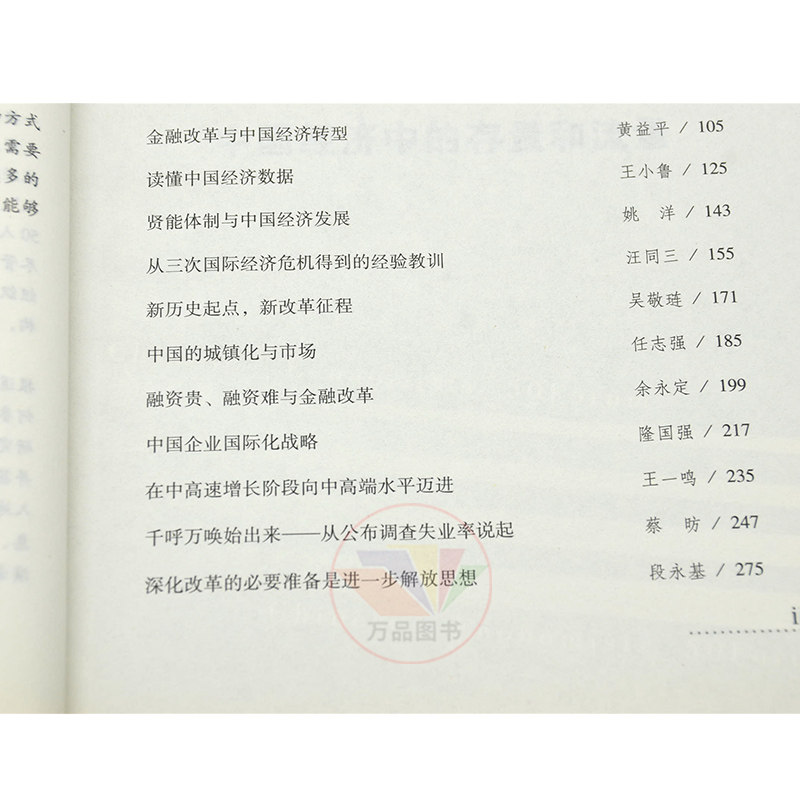 方式
需要
多的
能够
金融改革与中国经济转型 黄益平 / 105
读懂中国经济数据 王小鲁 / 125
贤能体制与中国经济发展 姚 洋 / 143
从三次国际经济危机得到的经验教训 汪同三 / 155
新历史起点，新改革征程 吴敬琏 / 171
中国的城镇化与市场 任志强 / 185
融资贵、融资难与金融改革 余永定 / 199
中国企业国际化战略 隆国强 / 217
在中高速增长阶段向中高端水平迈进 王一鸣 / 235
千呼万唤始出来——从公布调查失业率说起 蔡 昉 / 247
深化改革的必要准备是进一步解放思想 段永基 / 275
万品图书